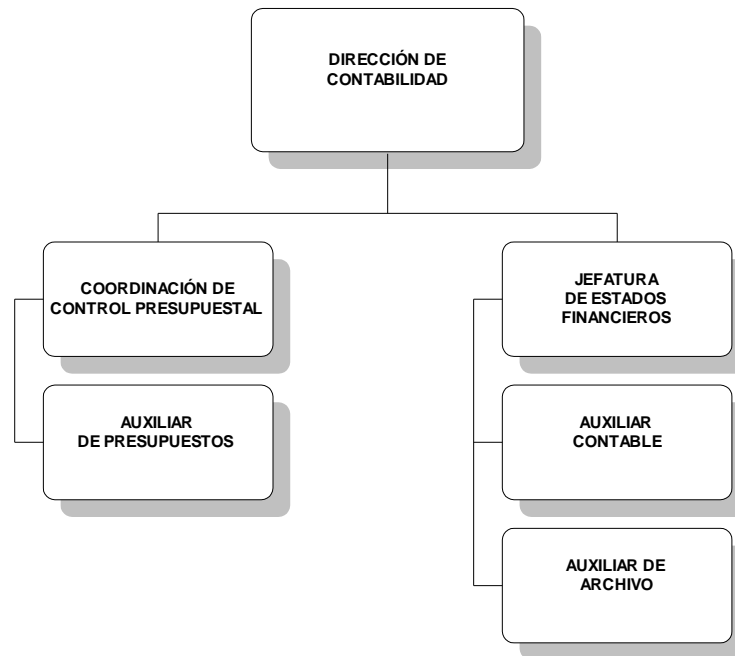 DIRECCIÓN DE
CONTABILIDAD
COORDINACIÓN DE
CONTROL PRESUPUESTAL
JEFATURA
DE ESTADOS
FINANCIEROS
AUXILIAR
DE PRESUPUESTOS
AUXILIAR
CONTABLE
AUXILIAR DE
ARCHIVO